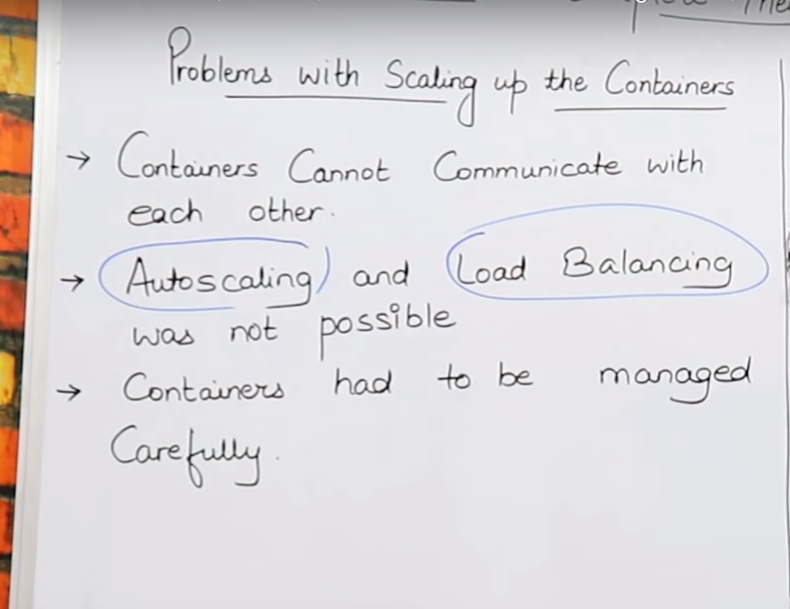 Problems with Scaling up the Containers
→ Containers Cannot Communicate with
each other.
→ Autoscaling and Load Balancing
was not possible
→ Containers had to be managed
Carefully.